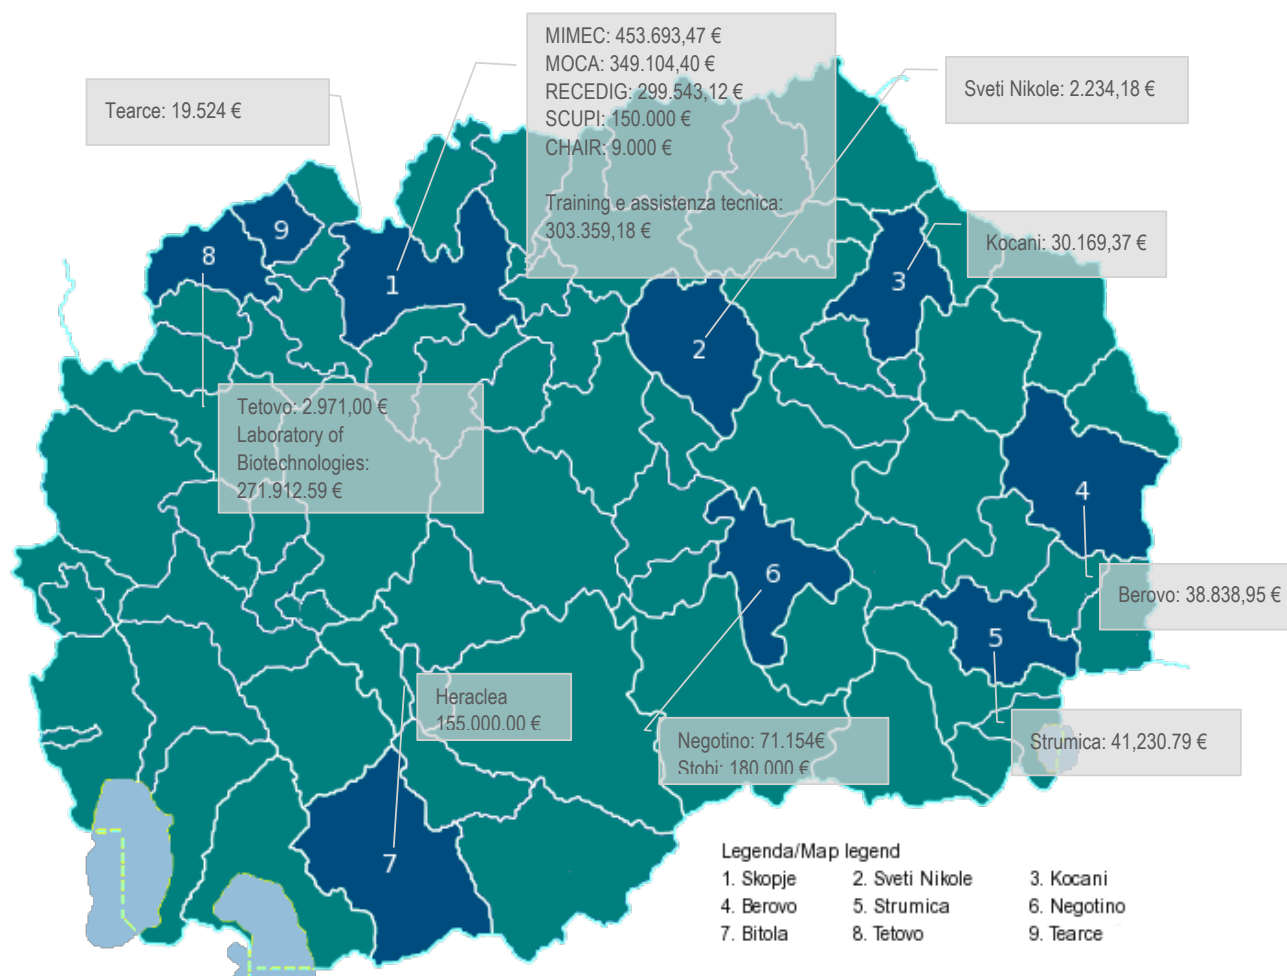 MIMEC: 453.693,47 €
MOCA: 349.104,40 €
RECEDIG: 299.543,12 €
SCUPI: 150.000 €
CHAIR: 9.000 €
Training e assistenza tecnica:
303.359,18 €
Tearce: 19.524 €
Sveti Nikole: 2.234,18 €
Kocani: 30.169,37 €
9
8
1
3
2
Tetovo: 2.971,00 €
Laboratory of
Biotechnologies:
271.912.59 €
4
6
Berovo: 38.838,95 €
5
Heraclea
155.000.00 €
Negotino: 71.154€
Stobi: 180.000 €
Strumica: 41,230.79 €
7
Legenda/Map legend
1. Skopje 2. Sveti Nikole 3. Kocani
4. Berovo 5. Strumica 6. Negotino
7. Bitola 8. Tetovo 9. Tearce